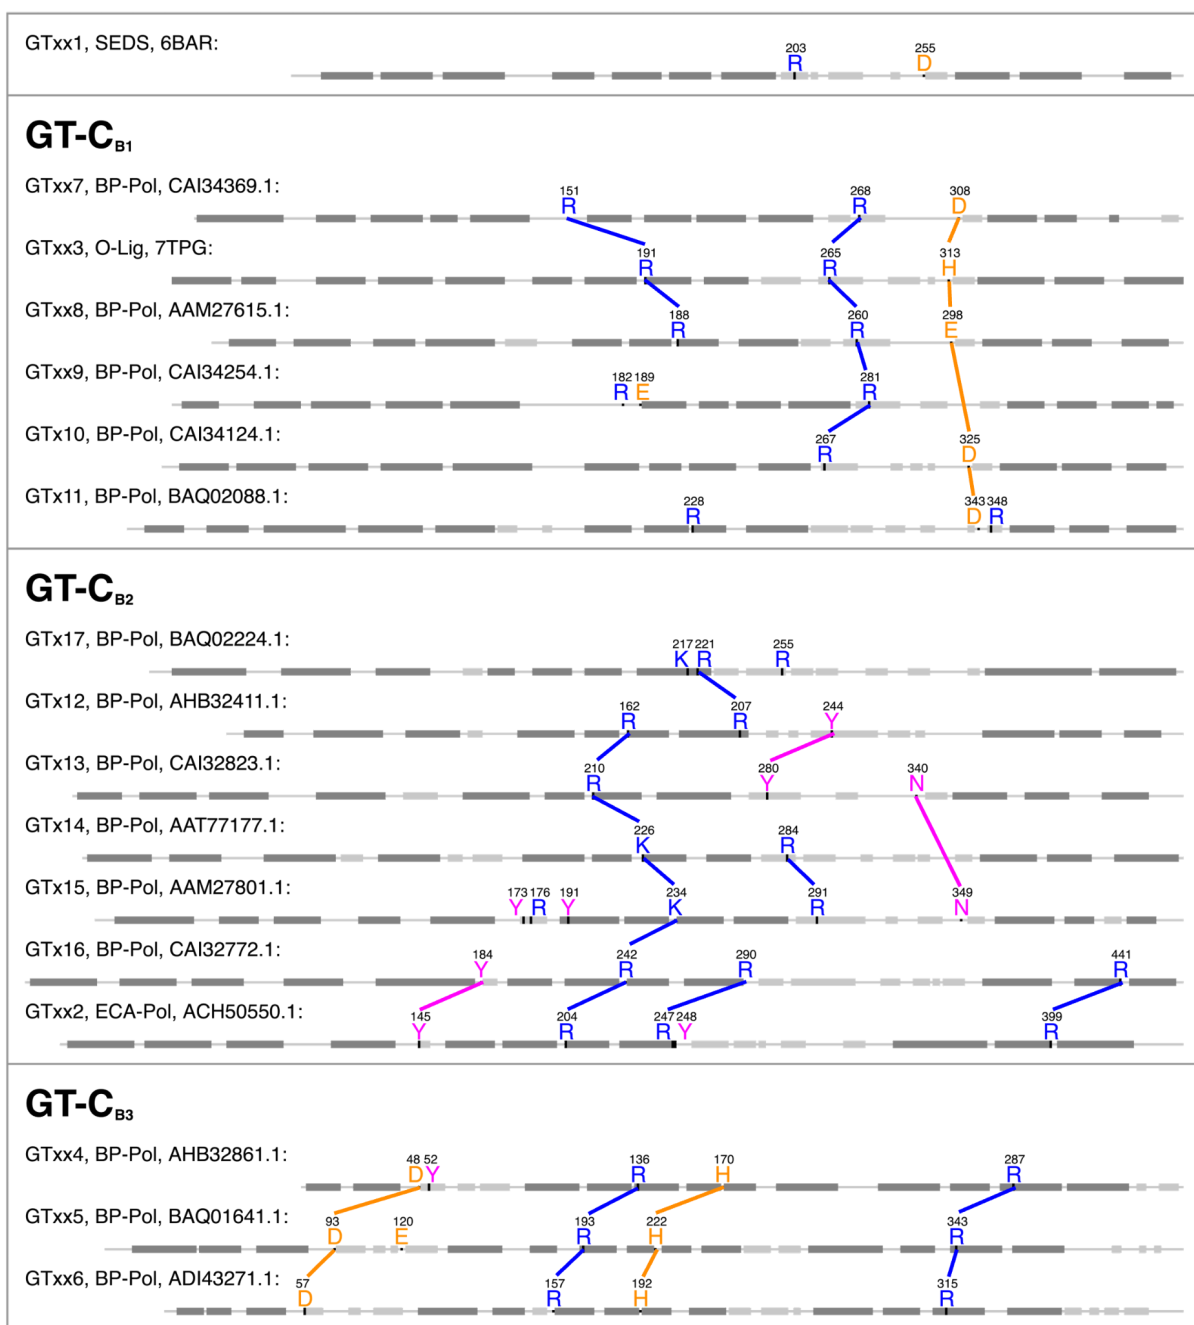 GTxx1, SEDS, 6BAR:
203 255
R D
GT-CB1
GTxx7, BP-Pol, CAI34369.1:
151 268 308
R R D
GTxx3, O-Lig, 7TPG:
191 265 313
R R H
GTxx8, BP-Pol, AAM27615.1:
188 260 298
R R E
GTxx9, BP-Pol, CAI34254.1:
182 189 281
R E R
GTx10, BP-Pol, CAI34124.1:
267 325
R D
GTx11, BP-Pol, BAQ02088.1:
228 343 348
R D R
GT-CB2
GTx17, BP-Pol, BAQ02224.1:
217 221 255
K R R
GTx12, BP-Pol, AHB32411.1:
162 207 244
R R Y
GTx13, BP-Pol, CAI32823.1:
210 280 340
R Y N
GTx14, BP-Pol, AAT77177.1:
226 284
K R
GTx15, BP-Pol, AAM27801.1:
173 176 191 234 291 349
Y R Y K R N
GTx16, BP-Pol, CAI32772.1:
184 242 290 441
Y R R R
GTxx2, ECA-Pol, ACH50550.1:
145 204 247 248 399
Y R R Y R
GT-CB3
GTxx4, BP-Pol, AHB32861.1:
48 52 136 170 287
D Y R H R
GTxx5, BP-Pol, BAQ01641.1:
93 120 193 222 343
D E R H R
GTxx6, BP-Pol, ADI43271.1:
57 157 192 315
D R H R